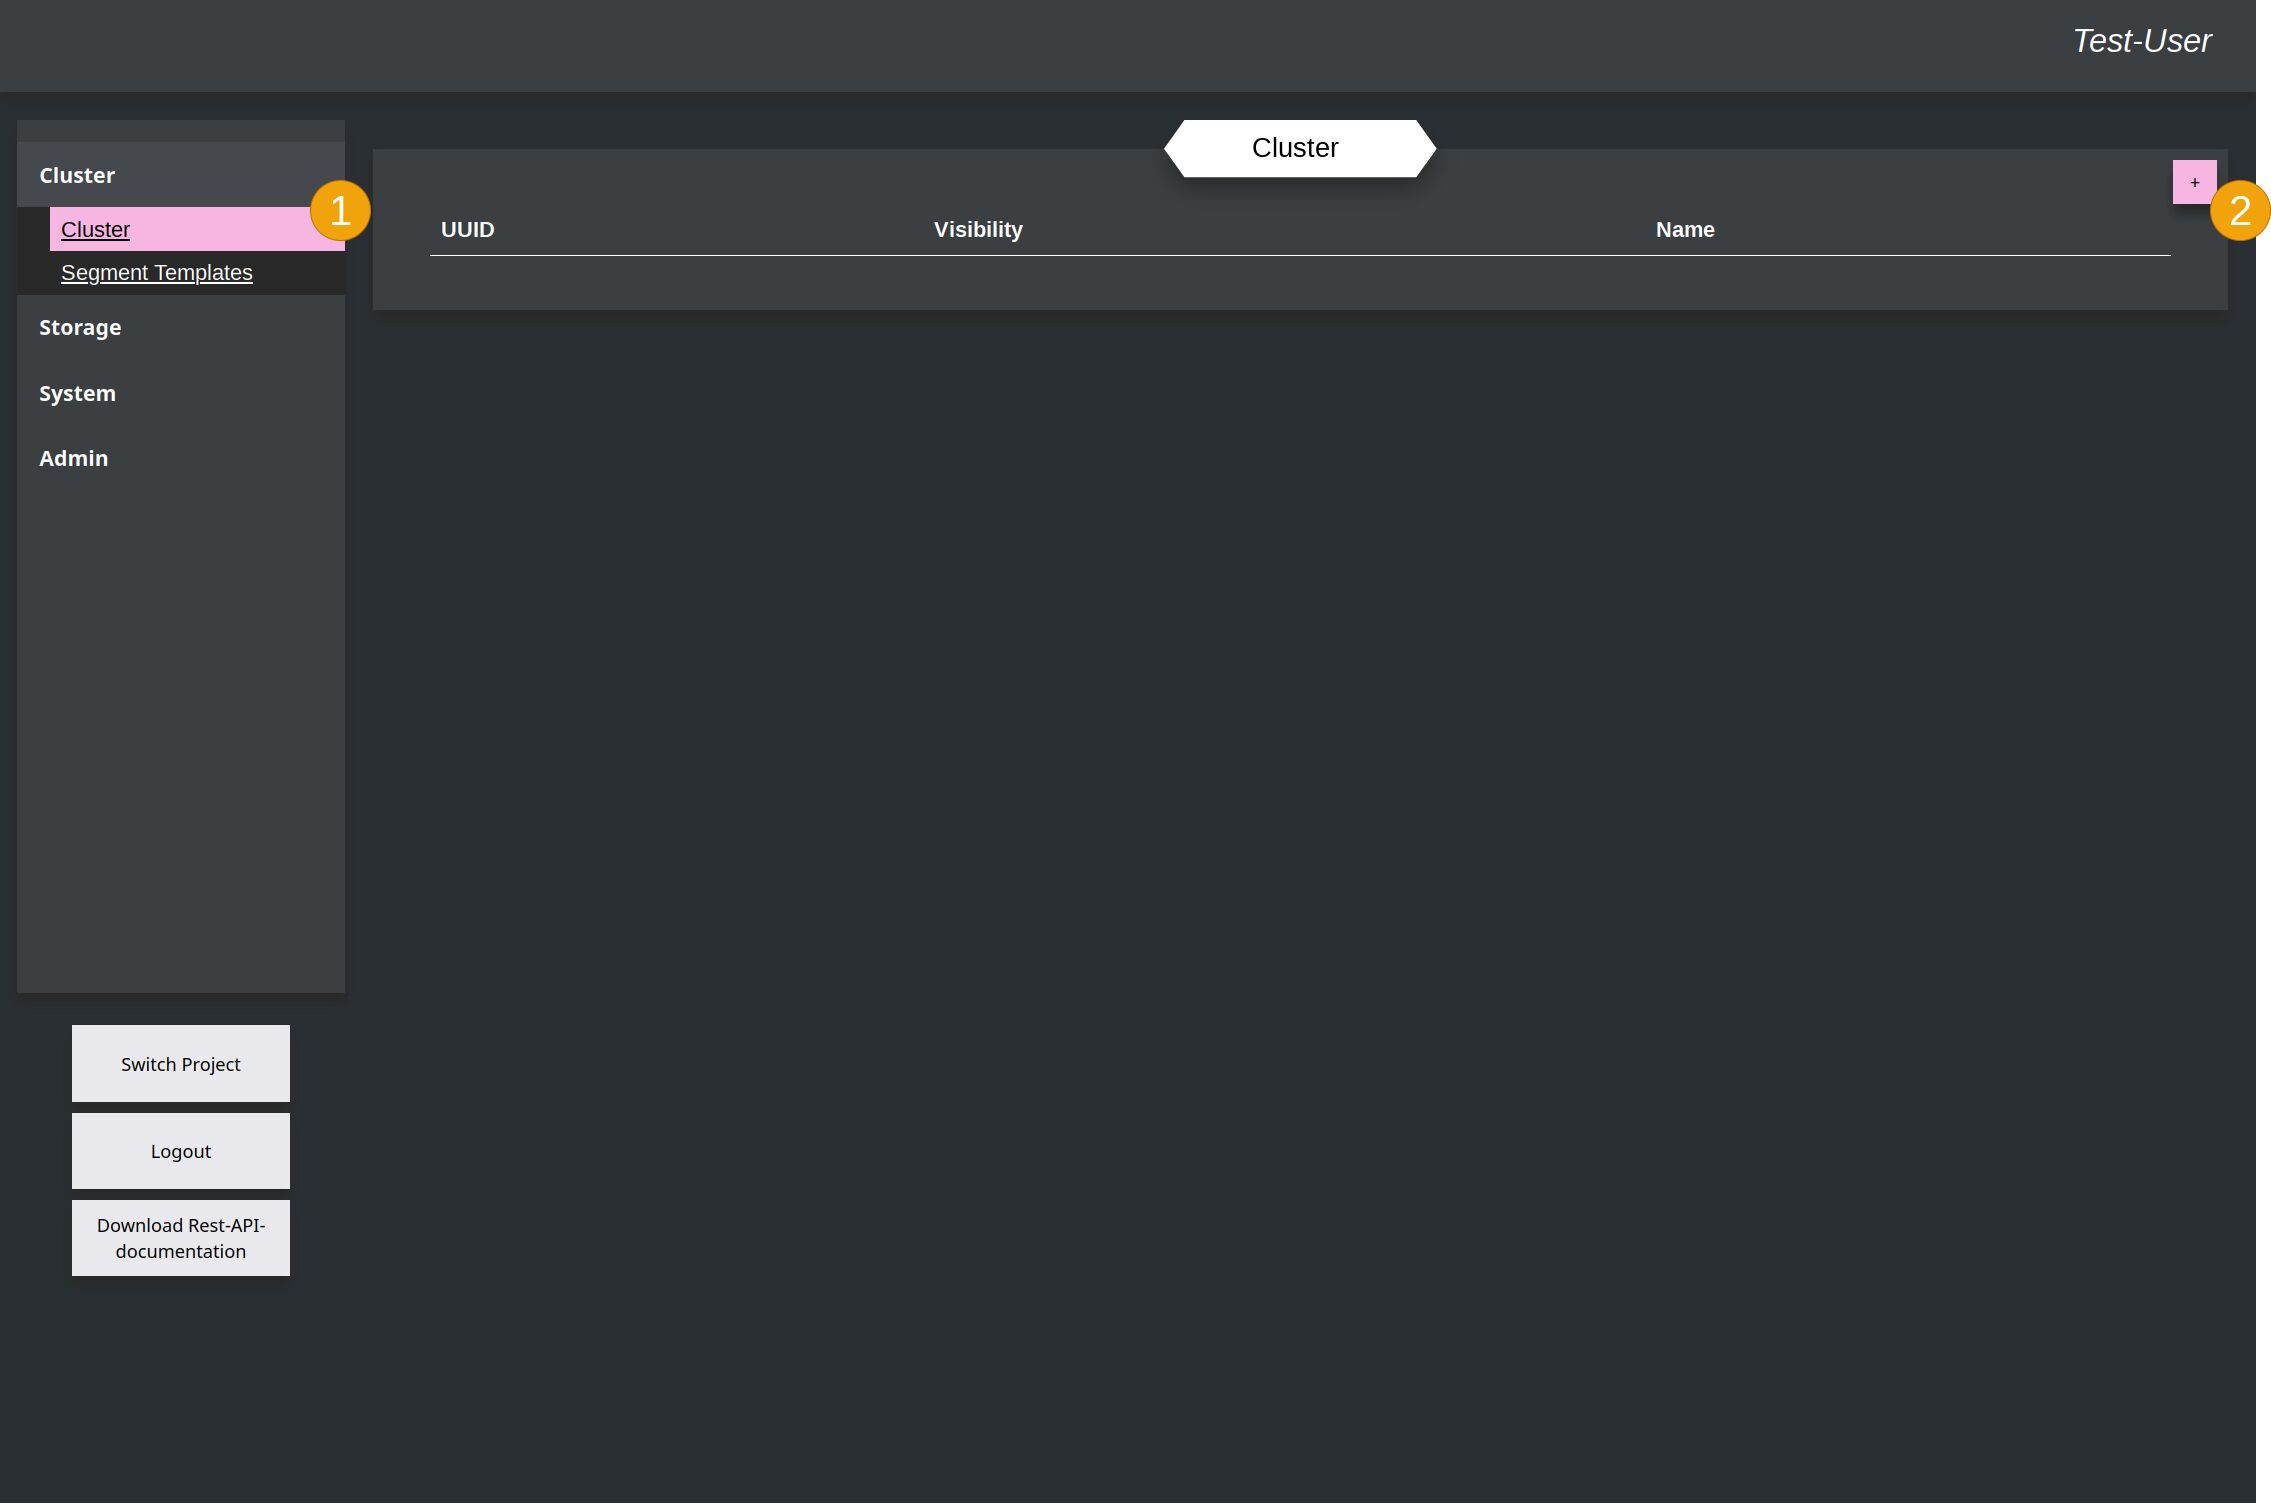 Test-User
Cluster
Cluster
1
Segment Templates
Storage
System
Admin
Cluster
+
2
UUID Visibility Name
Switch Project
Logout
Download Rest-API-
documentation